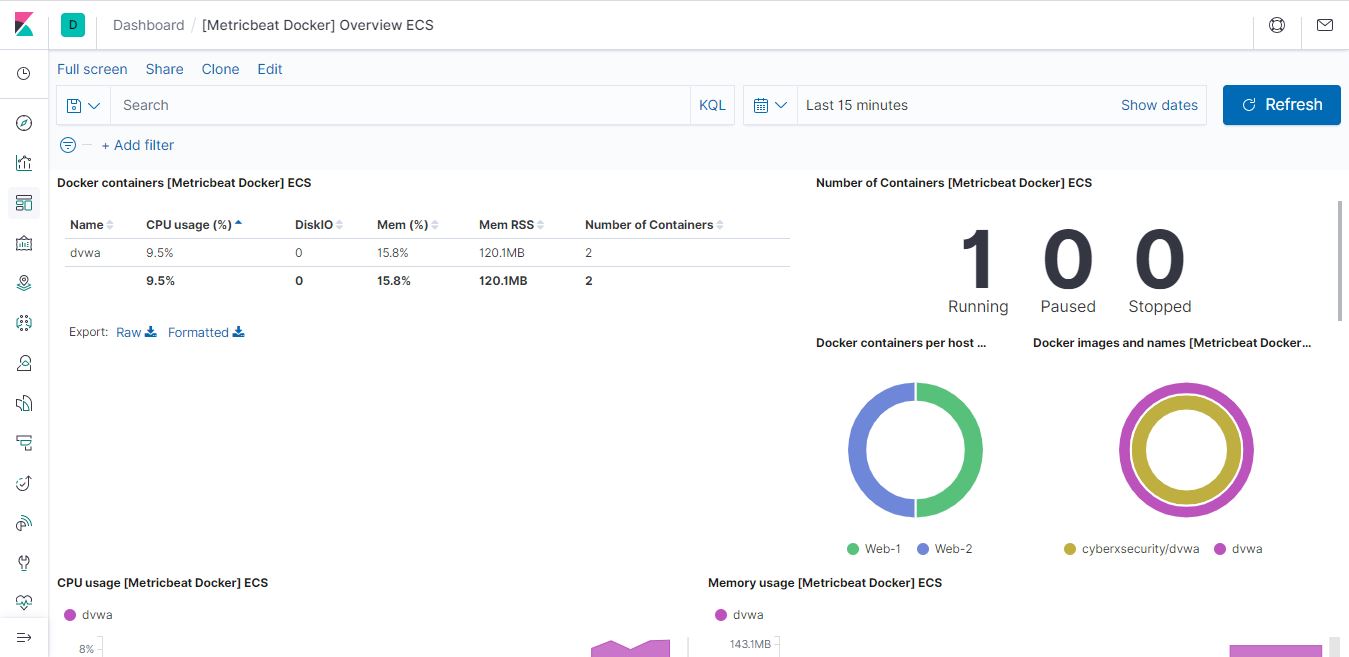 D Dashboard / [Metricbeat Docker] Overview ECS
Full screen Share Clone Edit
Search KQL Last 15 minutes Show dates Refresh
+ Add filter
Docker containers [Metricbeat Docker] ECS
Name CPU usage (%) DiskIO Mem (%) Mem RSS Number of Containers
dvwa 9.5% 0 15.8% 120.1MB 2
9.5% 0 15.8% 120.1MB 2
Export: Raw Formatted
Number of Containers [Metricbeat Docker] ECS
1 0 0
Running Paused Stopped
Docker containers per host ...
Web-1 Web-2
Docker images and names [Metricbeat Docker...
cyberxsecurity/dvwa dvwa
CPU usage [Metricbeat Docker] ECS
dvwa
8%
Memory usage [Metricbeat Docker] ECS
dvwa
143.1MB